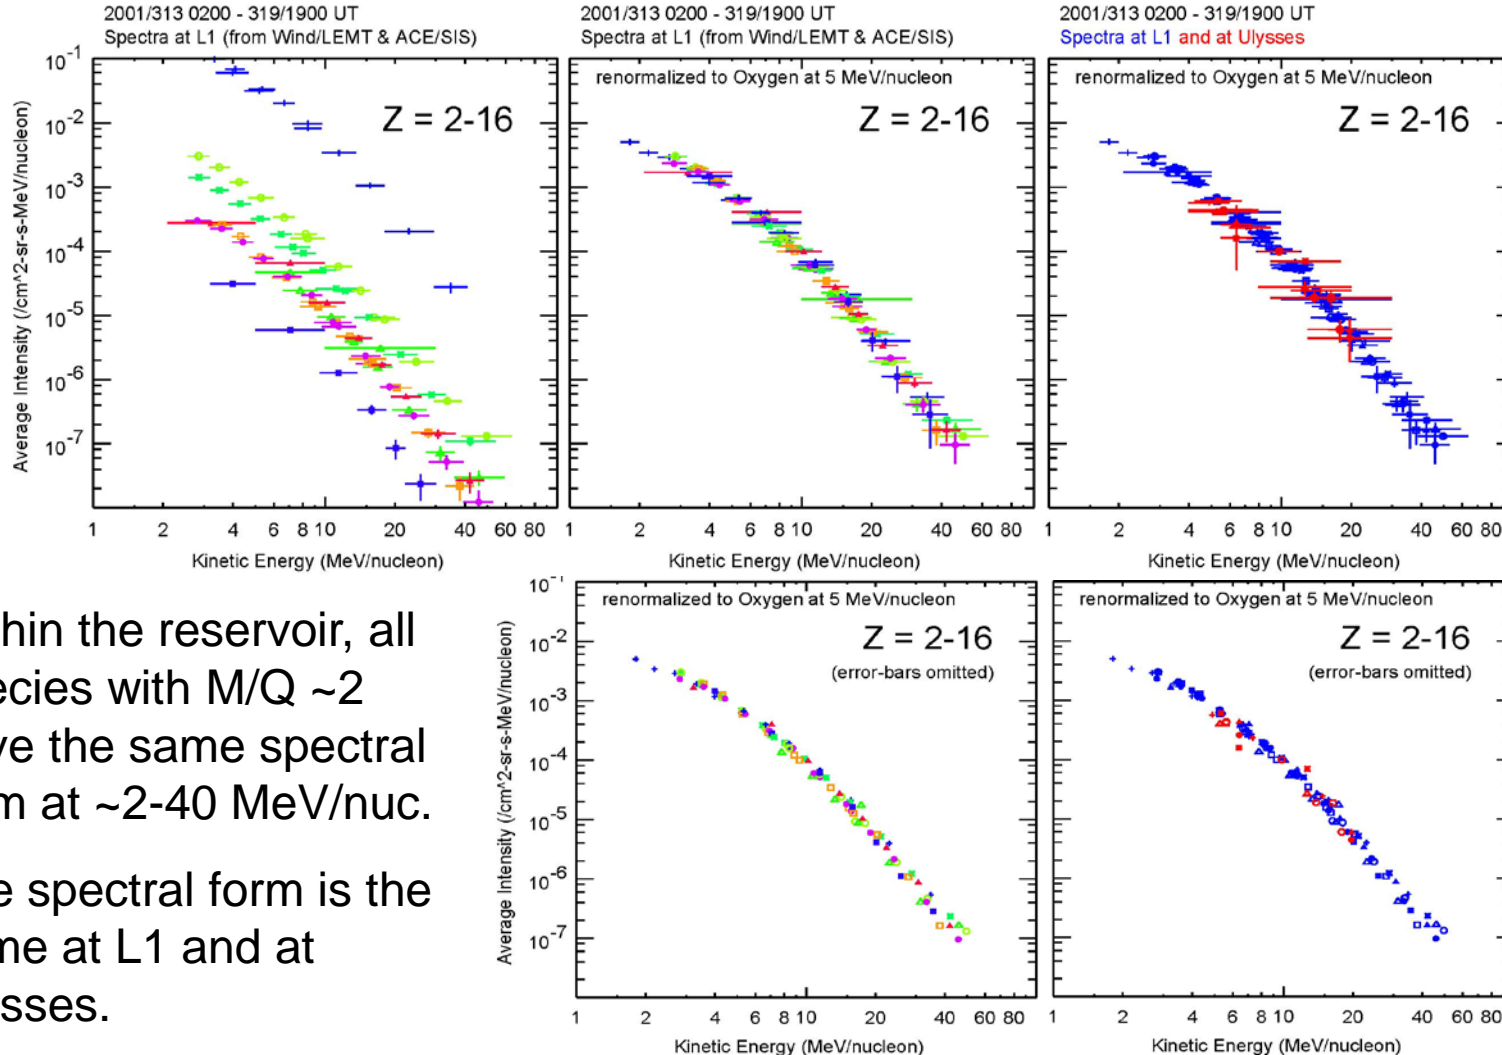 2001/313 0200 - 319/1900 UT
Spectra at L1 (from Wind/LEMT & ACE/SIS)
2001/313 0200 - 319/1900 UT
Spectra at L1 (from Wind/LEMT & ACE/SIS)
2001/313 0200 - 319/1900 UT
Spectra at L1 and at Ulysses
Average Intensity (/cm^2-sr-s-MeV/nucleon)
10^-1
10^-2
10^-3
10^-4
10^-5
10^-6
10^-7
Z = 2-16
1 2 4 6 8 10 20 40 60 80
Kinetic Energy (MeV/nucleon)
renormalized to Oxygen at 5 MeV/nucleon
Z = 2-16
1 2 4 6 8 10 20 40 60 80
Kinetic Energy (MeV/nucleon)
renormalized to Oxygen at 5 MeV/nucleon
Z = 2-16
1 2 4 6 8 10 20 40 60 80
Kinetic Energy (MeV/nucleon)
hin the reservoir, all
ecies with M/Q ~2
ve the same spectral
m at ~2-40 MeV/nuc.
e spectral form is the
me at L1 and at
sses.
Average Intensity (/cm^2-sr-s-MeV/nucleon)
10^-1
10^-2
10^-3
10^-4
10^-5
10^-6
10^-7
renormalized to Oxygen at 5 MeV/nucleon
Z = 2-16
(error-bars omitted)
1 2 4 6 8 10 20 40 60 80
Kinetic Energy (MeV/nucleon)
renormalized to Oxygen at 5 MeV/nucleon
Z = 2-16
(error-bars omitted)
1 2 4 6 8 10 20 40 60 80
Kinetic Energy (MeV/nucleon)